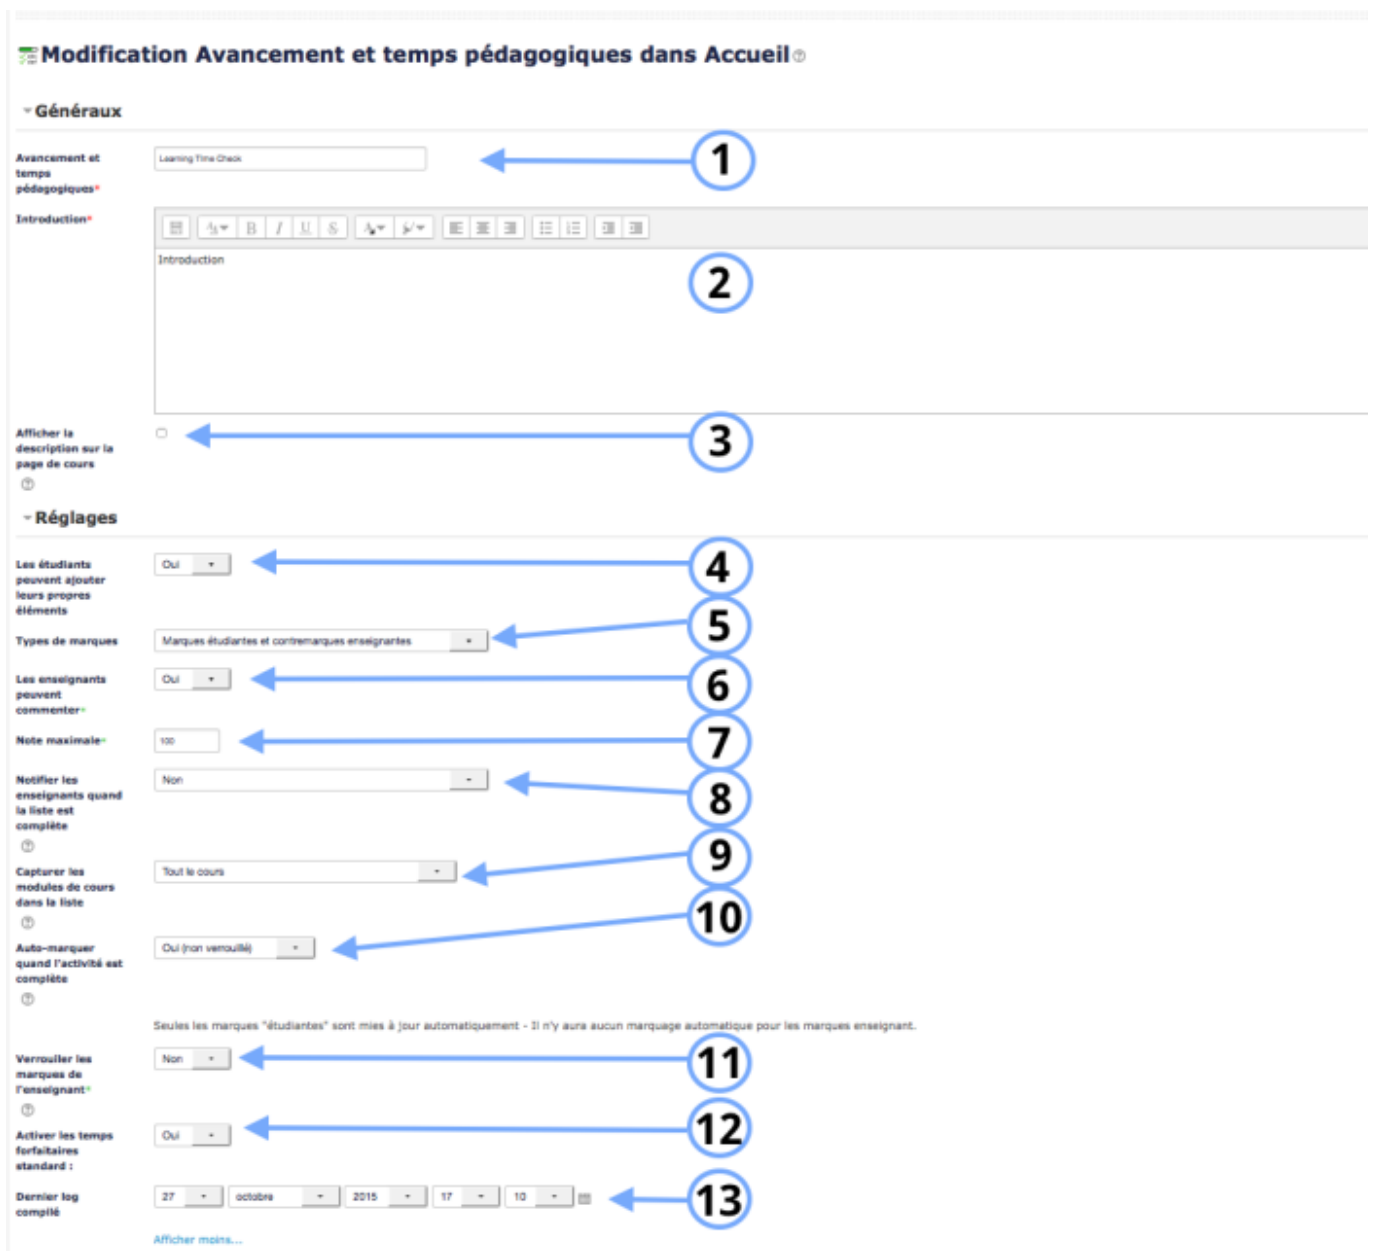 Modification Avancement et temps pédagogiques dans Accueil
Généraux
Avancement et
temps
pédagogiques*
Learning Time Check
1
Introduction*
B I U S
Introduction
2
Afficher la
description sur la
page de cours
3
Réglages
Les étudiants
peuvent ajouter
leurs propres
éléments
Oui
4
Types de marques
Marques étudiantes et contremarques enseignantes
5
Les enseignants
peuvent
commenter*
Oui
6
Note maximale*
100
7
Notifier les
enseignants quand
la liste est
complète
Non
8
Capturer les
modules de cours
dans la liste
Tout le cours
9
Auto-marquer
quand l'activité est
complète
Oui (non verrouillé)
10
Seules les marques "étudiantes" sont mies à jour automatiquement - Il n'y aura aucun marquage automatique pour les marques enseignant.
Verrouiller les
marques de
l'enseignant*
Non
11
Activer les temps
forfaitaires
standard :
Oui
12
Dernier log
compilé
27 octobre 2015 17 10
13
Afficher moins...